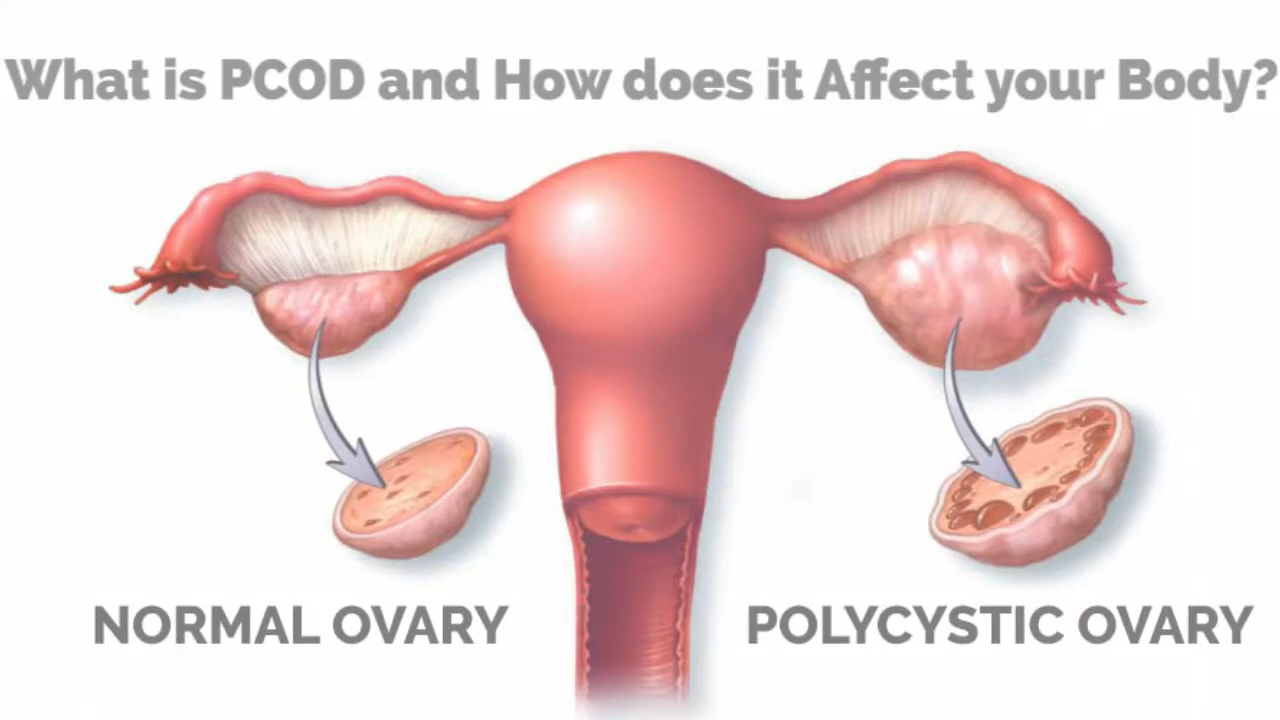 What is PCOD and How does it Affect your Body?
NORMAL OVARY
POLYCYSTIC OVARY